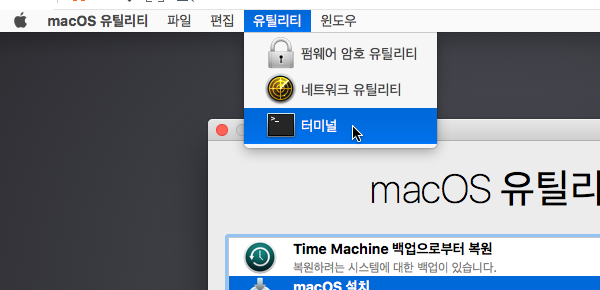 macOS 유틸리티 파일 편집 유틸리티 윈도우
펌웨어 암호 유틸리티
네트워크 유틸리티
터미널
macOS 유틸리
Time Machine 백업으로부터 복원
복원하려는 시스템에 대한 백업이 있습니다.
macOS 설치